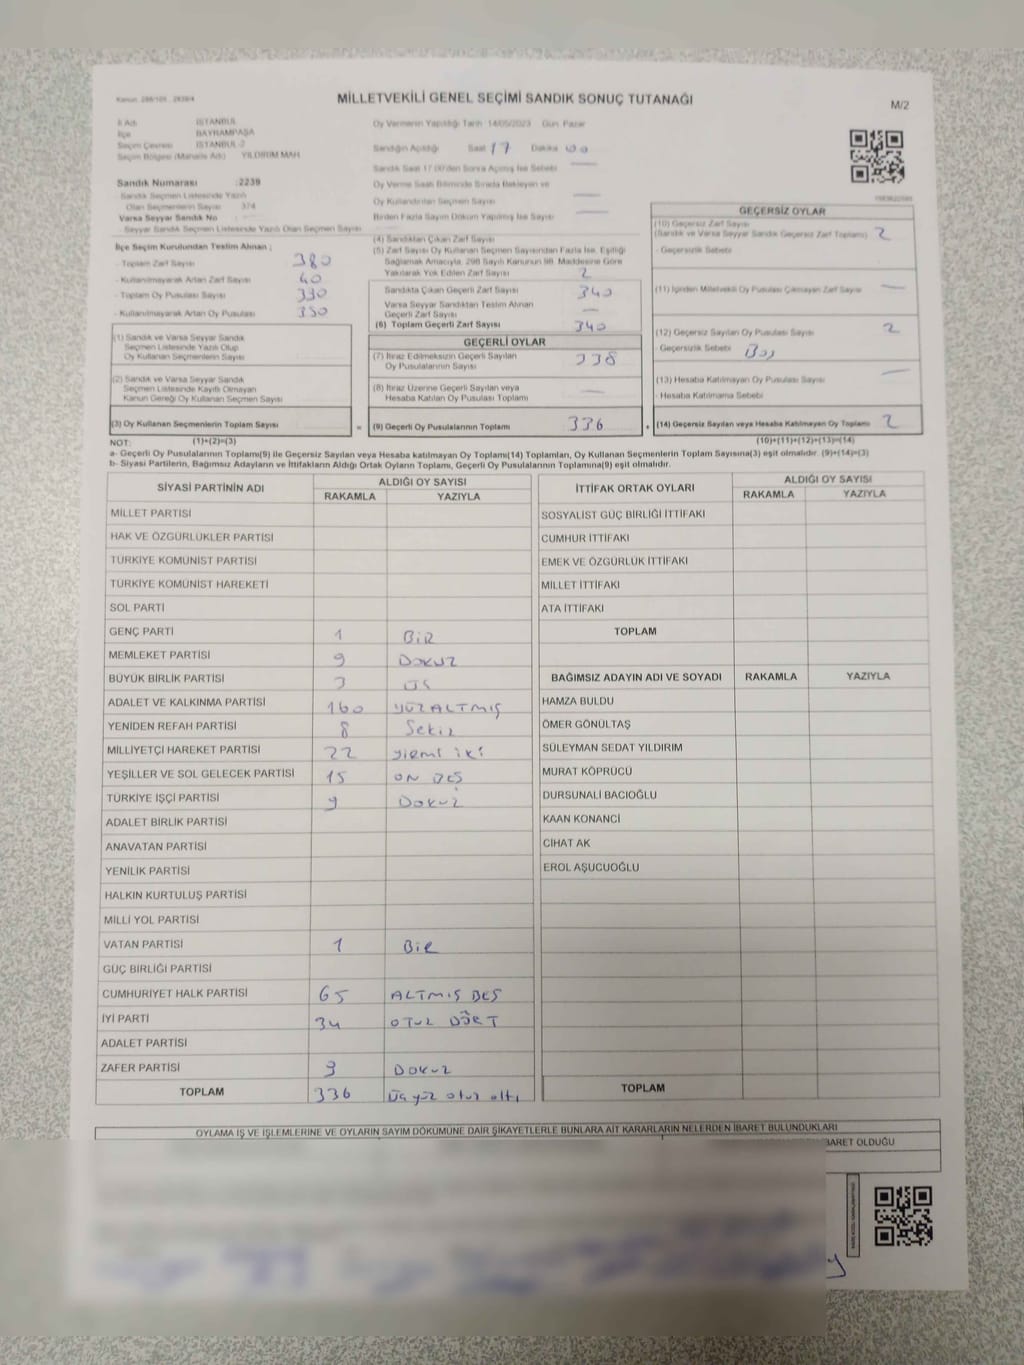 Kanun: 298/105 , 2839/4
MİLLETVEKİLİ GENEL SEÇİMİ SANDIK SONUÇ TUTANAĞI
M/2
İl Adı İSTANBUL
İlçe BAYRAMPAŞA
Seçim Çevresi İSTANBUL-2
Seçim Bölgesi (Mahalle Adı) YILDIRIM MAH
Sandık Numarası :2239
Sandık Seçmen Listesinde Yazılı
Olan Seçmenlerin Sayısı 374
Varsa Seyyar Sandık No
Seyyar Sandık Seçmen Listesinde Yazılı Olan Seçmen Sayısı
İlçe Seçim Kurulundan Teslim Alınan ;
- Toplam Zarf Sayısı 380
- Kullanılmayarak Artan Zarf Sayısı 40
- Toplam Oy Pusulası Sayısı
- Kullanılmayarak Artan Oy Pusulası 350
(1) Sandık ve Varsa Seyyar Sandık
Seçmen Listesinde Yazılı Olup
Oy Kullanan Seçmenlerin Sayısı
(2) Sandık ve Varsa Seyyar Sandık
Seçmen Listesinde Kayıtlı Olmayan
Kanun Gereği Oy Kullanan Seçmen Sayısı
(3) Oy Kullanan Seçmenlerin Toplam Sayısı
Oy Vermenin Yapıldığı Tarih 14/05/2023 Gün Pazar
Sandığın Açıldığı Saat 17 Dakika 00
Sandık Saat 17.00'den Sonra Açılmış İse Sebebi
Oy Verme Saati Bitiminde Sırada Bekleyen ve
Oy Kullandırılan Seçmen Sayısı
Birden Fazla Sayım Döküm Yapılmış İse Sayısı
(4) Sandıktan Çıkan Zarf Sayısı
(5) Zarf Sayısı Oy Kullanan Seçmen Sayısından Fazla İse, Eşitliği
Sağlamak Amacıyla, 298 Sayılı Kanunun 98. Maddesine Göre
Yakılarak Yok Edilen Zarf Sayısı 2
Sandıkta Çıkan Geçerli Zarf Sayısı 340
Varsa Seyyar Sandıktan Teslim Alınan
Geçerli Zarf Sayısı —
(6) Toplam Geçerli Zarf Sayısı 340
GEÇERLİ OYLAR
(7) İtiraz Edilmeksizin Geçerli Sayılan
Oy Pusulalarının Sayısı 338
(8) İtiraz Üzerine Geçerli Sayılan veya
Hesaba Katılan Oy Pusulası Toplamı —
= (9) Geçerli Oy Pusulalarının Toplamı 336 +
GEÇERSİZ OYLAR
(10) Geçersiz Zarf Sayısı
(Sandık ve Varsa Seyyar Sandık Geçersiz Zarf Toplamı) 2
- Geçersizlik Sebebi
(11) İçinden Milletvekili Oy Pusulası Çıkmayan Zarf Sayısı —
(12) Geçersiz Sayılan Oy Pusulası Sayısı 2
- Geçersizlik Sebebi Boş
(13) Hesaba Katılmayan Oy Pusulası Sayısı —
- Hesaba Katılmama Sebebi
(14) Geçersiz Sayılan veya Hesaba Katılmayan Oy Toplamı 2
NOT: (1)+(2)=(3) (10)+(11)+(12)+(13)=(14)
a- Geçerli Oy Pusulalarının Toplamı(9) ile Geçersiz Sayılan veya Hesaba katılmayan Oy Toplamı(14) Toplamları, Oy Kullanan Seçmenlerin Toplam Sayısına(3) eşit olmalıdır. (9)+(14)=(3)
b- Siyasi Partilerin, Bağımsız Adayların ve İttifakların Aldığı Ortak Oyların Toplamı, Geçerli Oy Pusulalarının Toplamına(9) eşit olmalıdır.
SİYASİ PARTİNİN ADI ALDIĞI OY SAYISI
RAKAMLA YAZIYLA
MİLLET PARTİSİ
HAK VE ÖZGÜRLÜKLER PARTİSİ
TÜRKİYE KOMÜNİST PARTİSİ
TÜRKİYE KOMÜNİST HAREKETİ
SOL PARTİ
GENÇ PARTİ 1 BİR
MEMLEKET PARTİSİ 9 DOKUZ
BÜYÜK BİRLİK PARTİSİ 3 ÜÇ
ADALET VE KALKINMA PARTİSİ 160 YÜZALTMIŞ
YENİDEN REFAH PARTİSİ 8 Sekiz
MİLLİYETÇİ HAREKET PARTİSİ 22 yirmi iki
YEŞİLLER VE SOL GELECEK PARTİSİ 15 ON BEŞ
TÜRKİYE İŞÇİ PARTİSİ 9 Dokuz
ADALET BİRLİK PARTİSİ
ANAVATAN PARTİSİ
YENİLİK PARTİSİ
HALKIN KURTULUŞ PARTİSİ
MİLLİ YOL PARTİSİ
VATAN PARTİSİ 1 Bir
GÜÇ BİRLİĞİ PARTİSİ
CUMHURİYET HALK PARTİSİ 65 ALTMIŞ BEŞ
İYİ PARTİ 34 OTUZ DÖRT
ADALET PARTİSİ
ZAFER PARTİSİ 9 DOKUZ
TOPLAM 336 Üçyüz otuz altı
İTTİFAK ORTAK OYLARI ALDIĞI OY SAYISI
RAKAMLA YAZIYLA
SOSYALİST GÜÇ BİRLİĞİ İTTİFAKI
CUMHUR İTTİFAKI
EMEK VE ÖZGÜRLÜK İTTİFAKI
MİLLET İTTİFAKI
ATA İTTİFAKI
TOPLAM
BAĞIMSIZ ADAYIN ADI VE SOYADI RAKAMLA YAZIYLA
HAMZA BULDU
ÖMER GÖNÜLTAŞ
SÜLEYMAN SEDAT YILDIRIM
MURAT KÖPRÜCÜ
DURSUNALİ BACIOĞLU
KAAN KONANCİ
CİHAT AK
EROL AŞUCUOĞLU
TOPLAM
OYLAMA İŞ VE İŞLEMLERİNE VE OYLARIN SAYIM DÖKÜMÜNE DAİR ŞİKAYETLERLE BUNLARA AİT KARARLARIN NELERDEN İBARET BULUNDUKLARI
BARET OLDUĞU